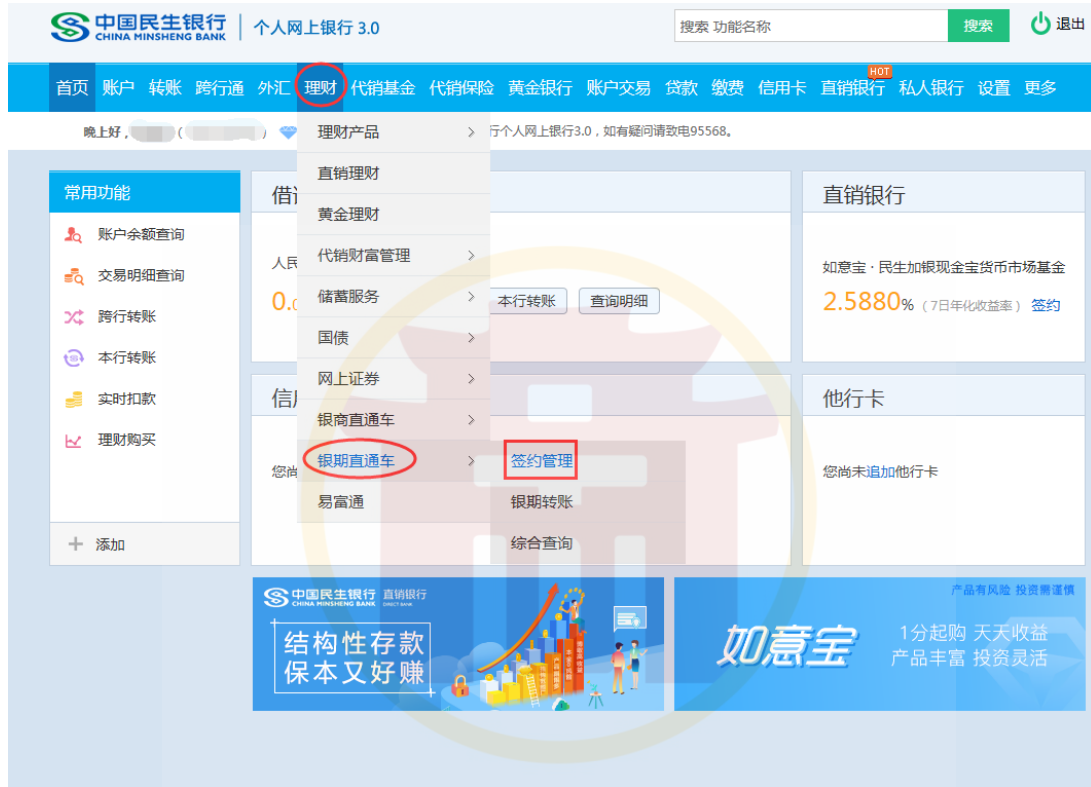 中国民生银行 个人网上银行 3.0
CHINA MINSHENG BANK
搜索 功能名称 搜索 退出
首页 账户 转账 跨行通 外汇 理财 代销基金 代销保险 黄金银行 账户交易 贷款 缴费 信用卡 直销银行 HOT 私人银行 设置 更多
晚上好， ( ) 行个人网上银行3.0，如有疑问请致电95568。
理财产品
直销理财
黄金理财
代销财富管理
储蓄服务
国债
网上证券
银商直通车
银期直通车
易富通
签约管理
银期转账
综合查询
常用功能
账户余额查询
交易明细查询
跨行转账
本行转账
实时扣款
理财购买
添加
借
人民
0.
本行转账 查询明细
直销银行
如意宝 · 民生加银现金宝货币市场基金
2.5880% (7日年化收益率) 签约
信
您尚
他行卡
您尚未追加他行卡
中国民生银行 直销银行
CHINA MINSHENG BANK DIRECT BANK
结构性存款
保本又好赚
产品有风险 投资需谨慎
如意宝
1分起购 天天收益
产品丰富 投资灵活